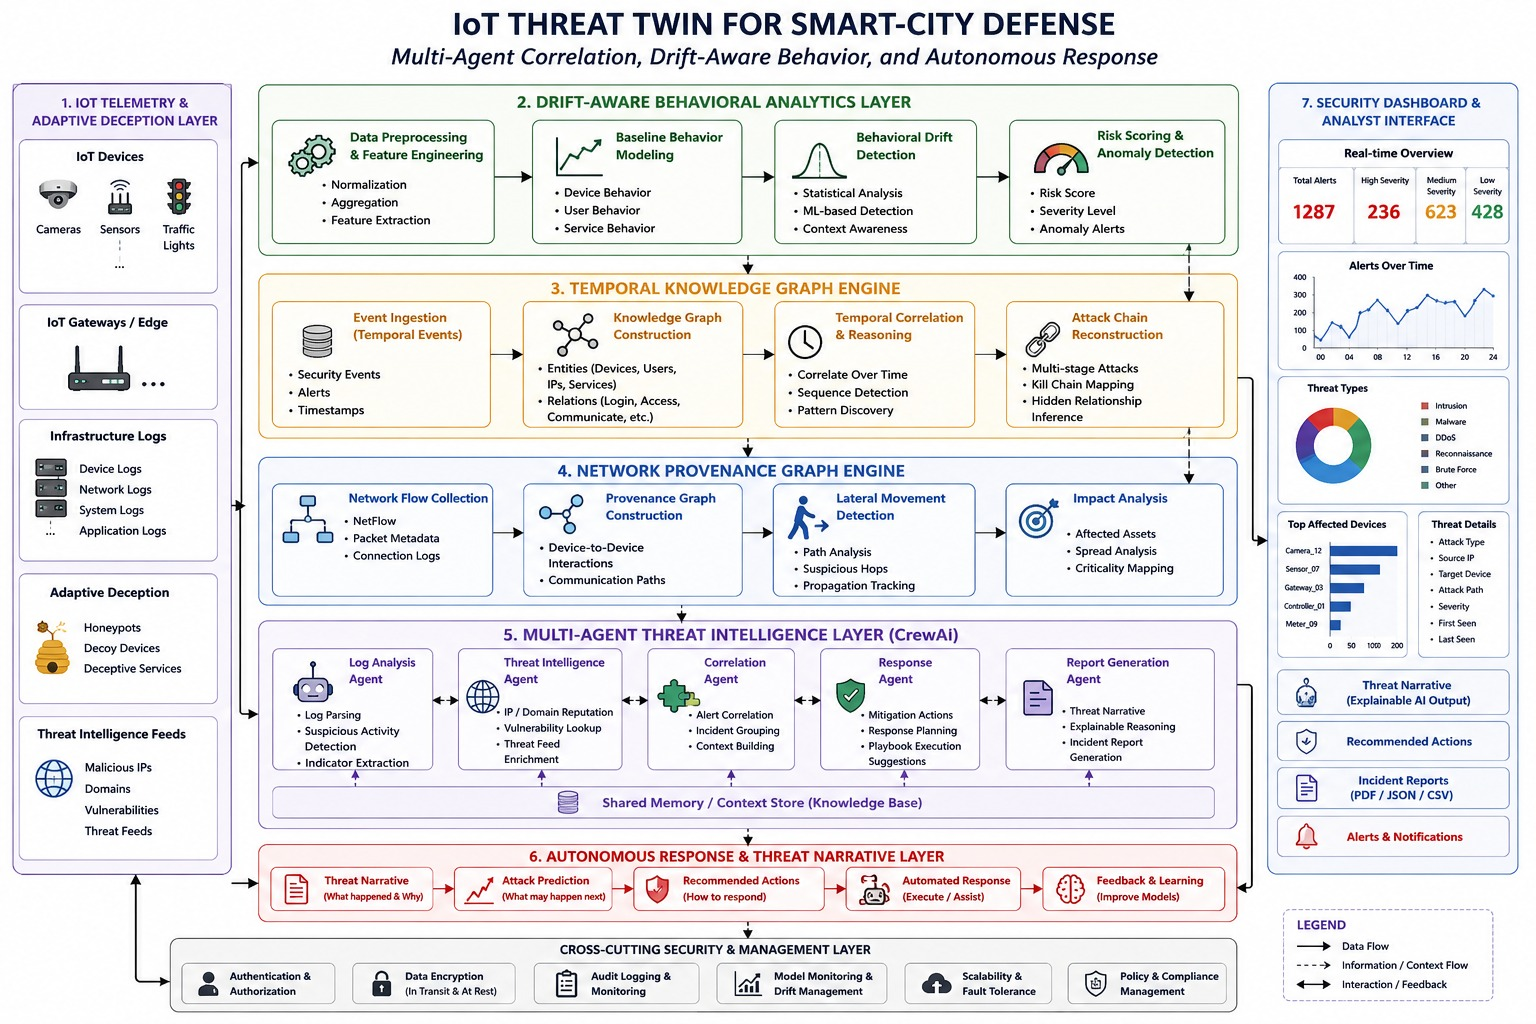 IoT THREAT TWIN FOR SMART-CITY DEFENSE
Multi-Agent Correlation, Drift-Aware Behavior, and Autonomous Response
1. IOT TELEMETRY &
ADAPTIVE DECEPTION LAYER
IoT Devices
Cameras
Sensors
Traffic
Lights
...
IoT Gateways / Edge
...
Infrastructure Logs
Device Logs
Network Logs
System Logs
Application Logs
...
Adaptive Deception
Honeypots
Decoy Devices
Deceptive Services
Threat Intelligence Feeds
Malicious IPs
Domains
Vulnerabilities
Threat Feeds
2. DRIFT-AWARE BEHAVIORAL ANALYTICS LAYER
Data Preprocessing
& Feature Engineering
• Normalization
• Aggregation
• Feature Extraction
Baseline Behavior
Modeling
• Device Behavior
• User Behavior
• Service Behavior
Behavioral Drift
Detection
• Statistical Analysis
• ML-based Detection
• Context Awareness
Risk Scoring &
Anomaly Detection
• Risk Score
• Severity Level
• Anomaly Alerts
3. TEMPORAL KNOWLEDGE GRAPH ENGINE
Event Ingestion
(Temporal Events)
• Security Events
• Alerts
• Timestamps
Knowledge Graph
Construction
• Entities (Devices, Users,
IPs, Services)
• Relations (Login, Access,
Communicate, etc.)
Temporal Correlation
& Reasoning
• Correlate Over Time
• Sequence Detection
• Pattern Discovery
Attack Chain
Reconstruction
• Multi-stage Attacks
• Kill Chain Mapping
• Hidden Relationship
Inference
4. NETWORK PROVENANCE GRAPH ENGINE
Network Flow Collection
• NetFlow
• Packet Metadata
• Connection Logs
Provenance Graph
Construction
• Device-to-Device
Interactions
• Communication Paths
Lateral Movement
Detection
• Path Analysis
• Suspicious Hops
• Propagation Tracking
Impact Analysis
• Affected Assets
• Spread Analysis
• Criticality Mapping
5. MULTI-AGENT THREAT INTELLIGENCE LAYER (CrewAi)
Log Analysis
Agent
• Log Parsing
• Suspicious Activity
Detection
• Indicator Extraction
Threat Intelligence
Agent
• IP / Domain Reputation
• Vulnerability Lookup
• Threat Feed
Enrichment
Correlation
Agent
• Alert Correlation
• Incident Grouping
• Context Building
Response
Agent
• Mitigation Actions
• Response Planning
• Playbook Execution
Suggestions
Report Generation
Agent
• Threat Narrative
• Explainable Reasoning
• Incident Report
Generation
Shared Memory / Context Store (Knowledge Base)
6. AUTONOMOUS RESPONSE & THREAT NARRATIVE LAYER
Threat Narrative
(What happened & Why)
Attack Prediction
(What may happen next)
Recommended Actions
(How to respond)
Automated Response
(Execute / Assist)
Feedback & Learning
(Improve Models)
CROSS-CUTTING SECURITY & MANAGEMENT LAYER
Authentication &
Authorization
Data Encryption
(In Transit & At Rest)
Audit Logging &
Monitoring
Model Monitoring &
Drift Management
Scalability &
Fault Tolerance
Policy & Compliance
Management
7. SECURITY DASHBOARD &
ANALYST INTERFACE
Real-time Overview
Total Alerts
1287
High Severity
236
Medium
Severity
623
Low
Severity
428
Alerts Over Time
400
300
200
100
0
00 04 08 12 16 20 24
Threat Types
Intrusion
Malware
DDoS
Reconnaissance
Brute Force
Other
Top Affected Devices
Camera_12
Sensor_07
Gateway_03
Controller_01
Meter_09
0 50 100 200
Threat Details
• Attack Type
• Source IP
• Target Device
• Attack Path
• Severity
• First Seen
• Last Seen
Threat Narrative
(Explainable AI Output)
Recommended Actions
Incident Reports
(PDF / JSON / CSV)
Alerts & Notifications
LEGEND
Data Flow
Information / Context Flow
Interaction / Feedback